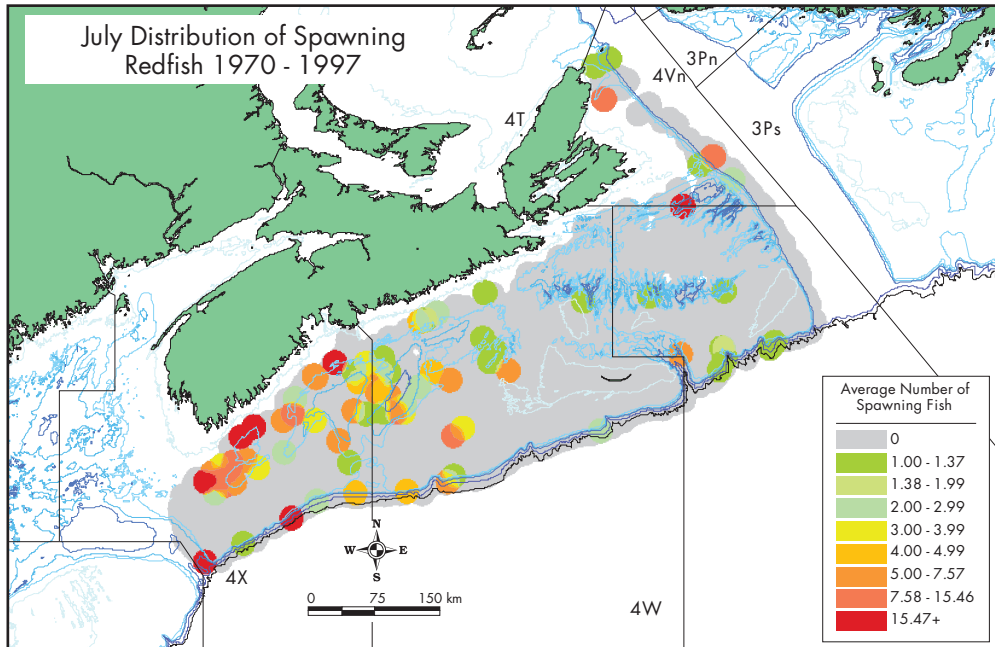 July Distribution of Spawning
Redfish 1970 - 1997
3Pn
4Vn
3Ps
4T
4X
4W
N
W E
S
0 75 150 km
Average Number of
Spawning Fish
0
1.00 - 1.37
1.38 - 1.99
2.00 - 2.99
3.00 - 3.99
4.00 - 4.99
5.00 - 7.57
7.58 - 15.46
15.47+